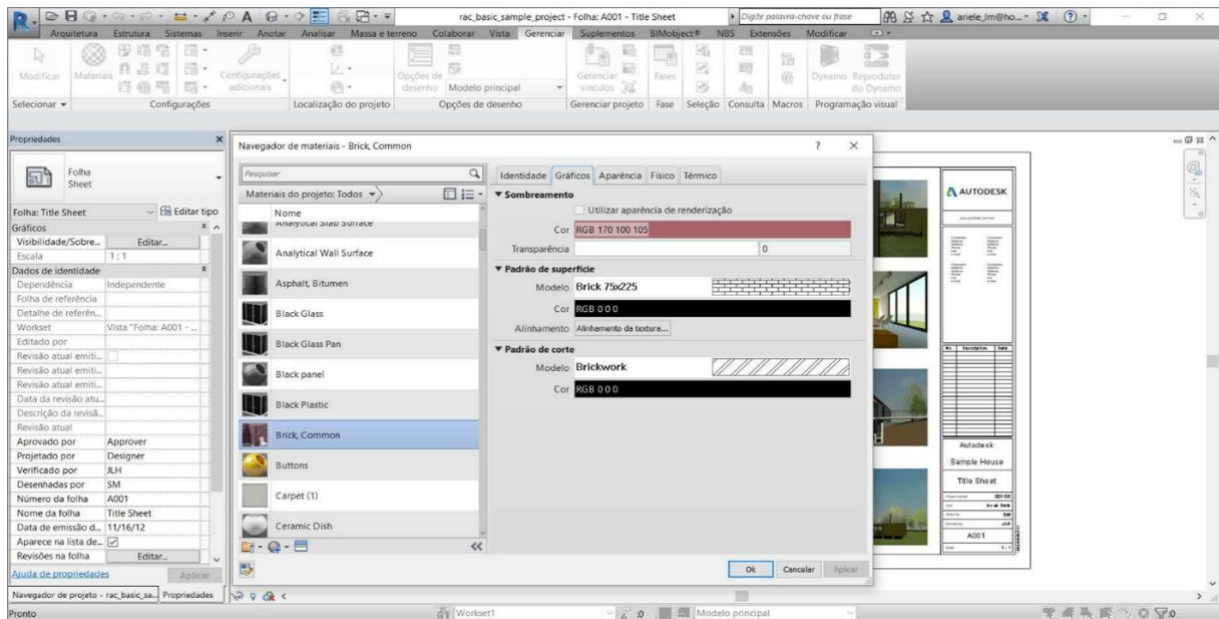 rac_basic_sample_project - Folha: A001 - Title Sheet
Digite palavra-chave ou frase
ariele_lm@ho...
Arquitetura Estrutura Sistemas Inserir Anotar Analisar Massa e terreno Colaborar Vista Gerenciar Suplementos BIMobject® NBS Extensões Modificar
Modificar
Materiais
Configurações adicionais
Opções de desenho
Modelo principal
Gerenciar vínculos
Fases
Dynamo
Reprodutor do Dynamo
Selecionar
Configurações
Localização do projeto
Opções de desenho
Gerenciar projeto
Fase
Seleção
Consulta
Macros
Programação visual
Propriedades
Folha
Sheet
Folha: Title Sheet
Editar tipo
Gráficos
Visibilidade/Sobre... Editar...
Escala 1 : 1
Dados de identidade
Dependência Independente
Folha de referência
Detalhe de referên...
Workset Vista "Folha: A001 - ...
Editado por
Revisão atual emiti...
Revisão atual emiti...
Revisão atual emiti...
Data da revisão atu...
Descrição da revisã...
Revisão atual
Aprovado por Approver
Projetado por Designer
Verificado por JLH
Desenhadas por SM
Número da folha A001
Nome da folha Title Sheet
Data de emissão d... 11/16/12
Aparece na lista de...
Revisões na folha Editar...
Ajuda de propriedades
Aplicar
Navegador de projeto - rac_basic_sa...
Propriedades
Navegador de materiais - Brick, Common
Pesquisar
Materiais do projeto: Todos
Nome
Analytical Slab Surface
Analytical Wall Surface
Asphalt, Bitumen
Black Glass
Black Glass Pan
Black panel
Black Plastic
Brick, Common
Buttons
Carpet (1)
Ceramic Dish
Identidade Gráficos Aparência Físico Térmico
Sombreamento
Utilizar aparência de renderização
Cor RGB 170 100 105
Transparência 0
Padrão de superfície
Modelo Brick 75x225
Cor RGB 0 0 0
Alinhamento Alinhamento da textura...
Padrão de corte
Modelo Brickwork
Cor RGB 0 0 0
Ok Cancelar Aplicar
AUTODESK
No. Description Date
Autodesk
Sample House
Title Sheet
A001
Pronto
Workset1
:0
Modelo principal
:0